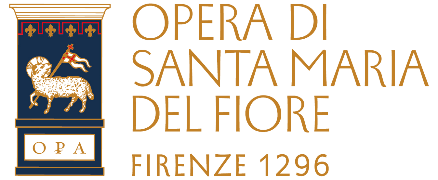 OPA
OPERA DI
SANTA MARIA
DEL FIORE
FIRENZE 1296